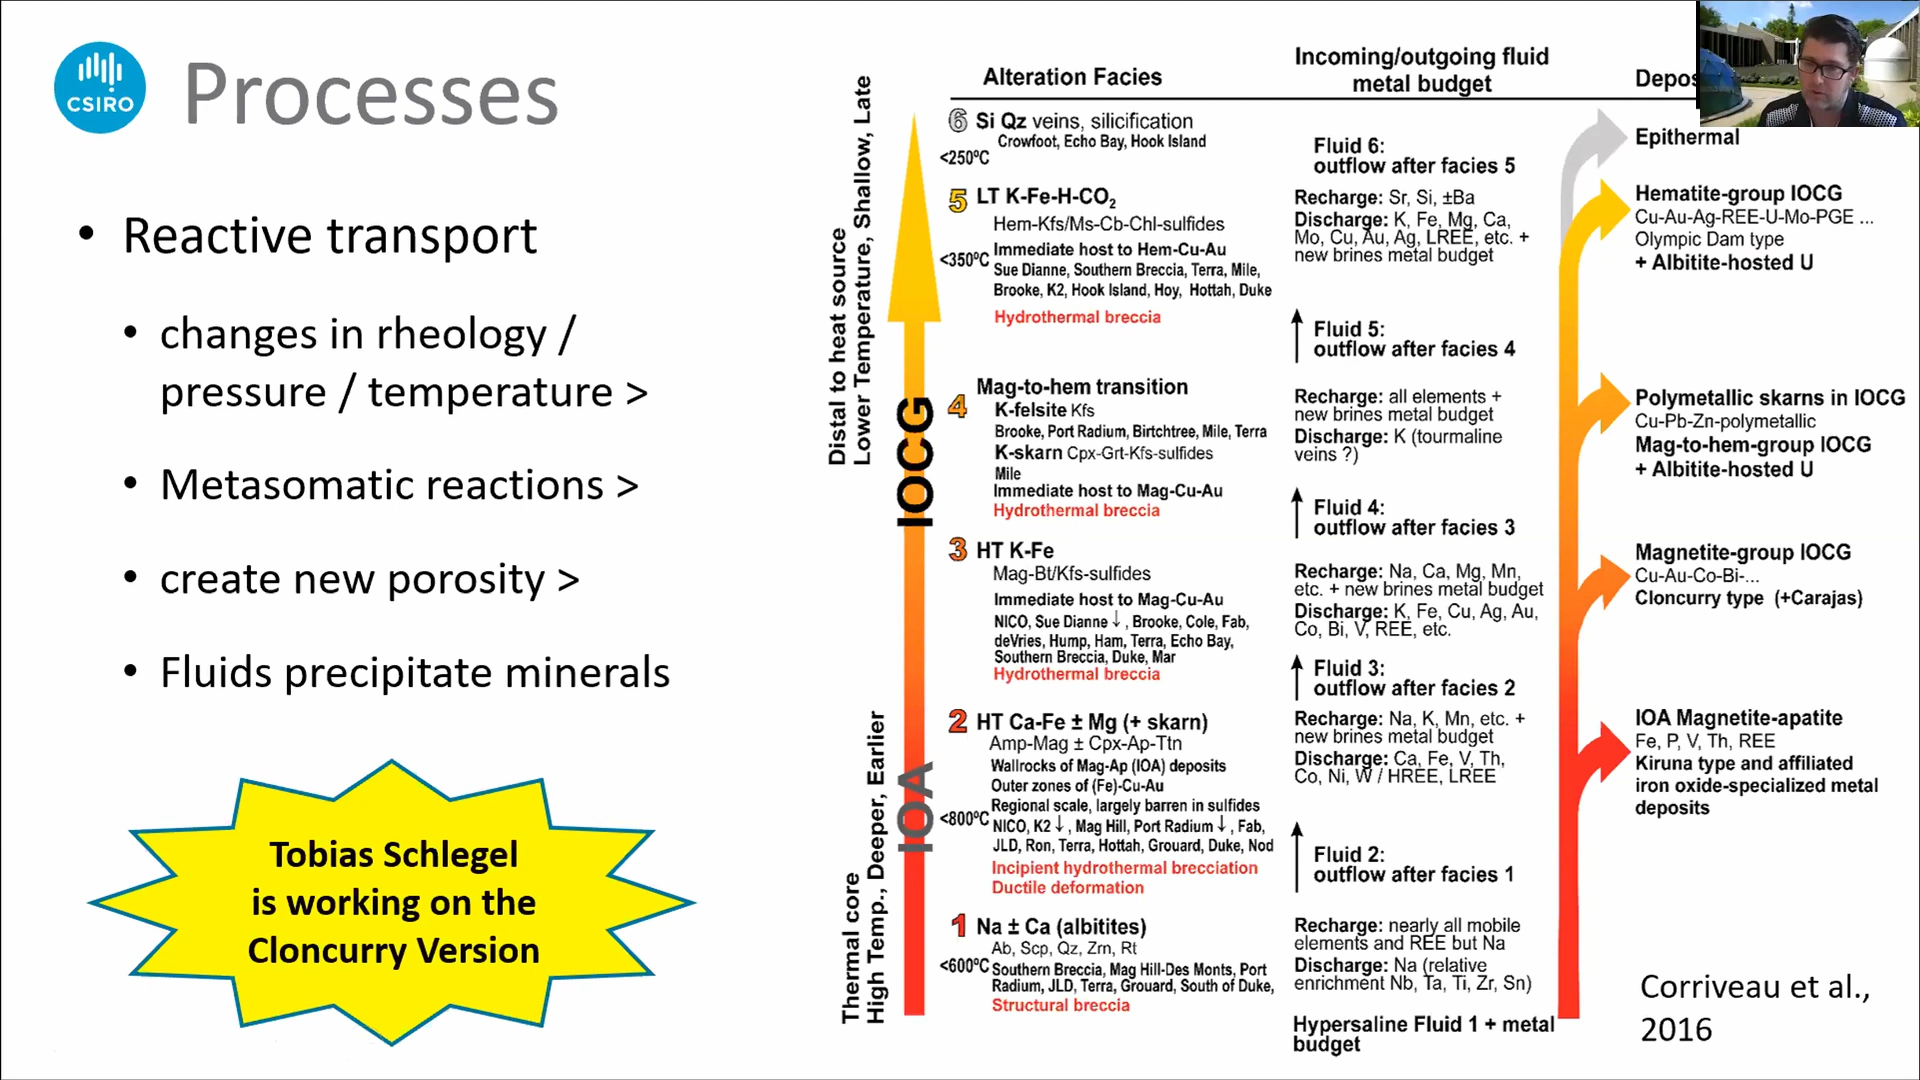 CSIRO
Processes
• Reactive transport
• changes in rheology /
pressure / temperature >
• Metasomatic reactions >
• create new porosity >
• Fluids precipitate minerals
Tobias Schlegel
is working on the
Cloncurry Version
Distal to heat source
Lower Temperature, Shallow, Late
Thermal core
High Temp., Deeper, Earlier
IOCG
IOA
Alteration Facies
6 Si Qz veins, silicification
Crowfoot, Echo Bay, Hook Island
<250ºC
5 LT K-Fe-H-CO₂
Hem-Kfs/Ms-Cb-Chl-sulfides
Immediate host to Hem-Cu-Au
<350ºC
Sue Dianne, Southern Breccia, Terra, Mile,
Brooke, K2, Hook Island, Hoy, Hottah, Duke
Hydrothermal breccia
Mag-to-hem transition
4 K-felsite Kfs
Brooke, Port Radium, Birtchtree, Mile, Terra
K-skarn Cpx-Grt-Kfs-sulfides
Mile
Immediate host to Mag-Cu-Au
Hydrothermal breccia
3 HT K-Fe
Mag-Bt/Kfs-sulfides
Immediate host to Mag-Cu-Au
NICO, Sue Dianne ↓, Brooke, Cole, Fab,
deVries, Hump, Ham, Terra, Echo Bay,
Southern Breccia, Duke, Mar
Hydrothermal breccia
2 HT Ca-Fe ± Mg (+ skarn)
Amp-Mag ± Cpx-Ap-Ttn
Wallrocks of Mag-Ap (IOA) deposits
Outer zones of (Fe)-Cu-Au
Regional scale, largely barren in sulfides
<800ºC
NICO, K2 ↓, Mag Hill, Port Radium ↓, Fab,
JLD, Ron, Terra, Hottah, Grouard, Duke, Nod
Incipient hydrothermal brecciation
Ductile deformation
1 Na ± Ca (albitites)
Ab, Scp, Qz, Zrn, Rt
<600ºC
Southern Breccia, Mag Hill-Des Monts, Port
Radium, JLD, Terra, Grouard, South of Duke,
Structural breccia
Incoming/outgoing fluid
metal budget
Fluid 6:
outflow after facies 5
Recharge: Sr, Si, ±Ba
Discharge: K, Fe, Mg, Ca,
Mo, Cu, Au, Ag, LREE, etc. +
new brines metal budget
Fluid 5:
outflow after facies 4
Recharge: all elements +
new brines metal budget
Discharge: K (tourmaline
veins ?)
Fluid 4:
outflow after facies 3
Recharge: Na, Ca, Mg, Mn,
etc. + new brines metal budget
Discharge: K, Fe, Cu, Ag, Au,
Co, Bi, V, REE, etc.
Fluid 3:
outflow after facies 2
Recharge: Na, K, Mn, etc. +
new brines metal budget
Discharge: Ca, Fe, V, Th,
Co, Ni, W / HREE, LREE
Fluid 2:
outflow after facies 1
Recharge: nearly all mobile
elements and REE but Na
Discharge: Na (relative
enrichment Nb, Ta, Ti, Zr, Sn)
Hypersaline Fluid 1 + metal
budget
Depos
Epithermal
Hematite-group IOCG
Cu-Au-Ag-REE-U-Mo-PGE ...
Olympic Dam type
+ Albitite-hosted U
Polymetallic skarns in IOCG
Cu-Pb-Zn-polymetallic
Mag-to-hem-group IOCG
+ Albitite-hosted U
Magnetite-group IOCG
Cu-Au-Co-Bi-...
Cloncurry type (+Carajas)
IOA Magnetite-apatite
Fe, P, V, Th, REE
Kiruna type and affiliated
iron oxide-specialized metal
deposits
Corriveau et al.,
2016